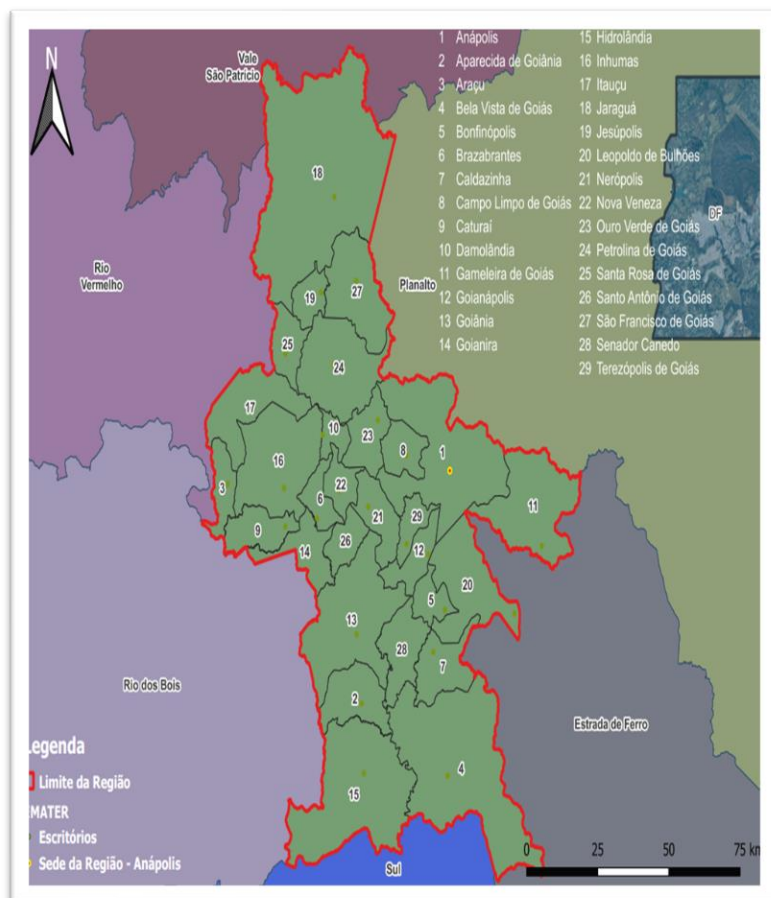 N
Vale
São Patrício
1 Anápolis
2 Aparecida de Goiânia
3 Araçu
4 Bela Vista de Goiás
5 Bonfinópolis
6 Brazabrantes
7 Caldazinha
8 Campo Limpo de Goiás
9 Caturaí
10 Damolândia
11 Gameleira de Goiás
12 Goianápolis
13 Goiânia
14 Goianira
15 Hidrolândia
16 Inhumas
17 Itauçu
18 Jaraguá
19 Jesúpolis
20 Leopoldo de Bulhões
21 Nerópolis
22 Nova Veneza
23 Ouro Verde de Goiás
24 Petrolina de Goiás
25 Santa Rosa de Goiás
26 Santo Antônio de Goiás
27 São Francisco de Goiás
28 Senador Canedo
29 Terezópolis de Goiás
DF
18
Rio
Vermelho
Planalto
27
19
25
24
17
10
23
8
1
16
3
22
6
21
29
11
9
26
14
12
20
5
13
28
7
Rio dos Bois
2
Estrada de Ferro
4
15
Sul
Legenda
Limite da Região
EMATER
Escritórios
Sede da Região - Anápolis
0 25 50 75 km